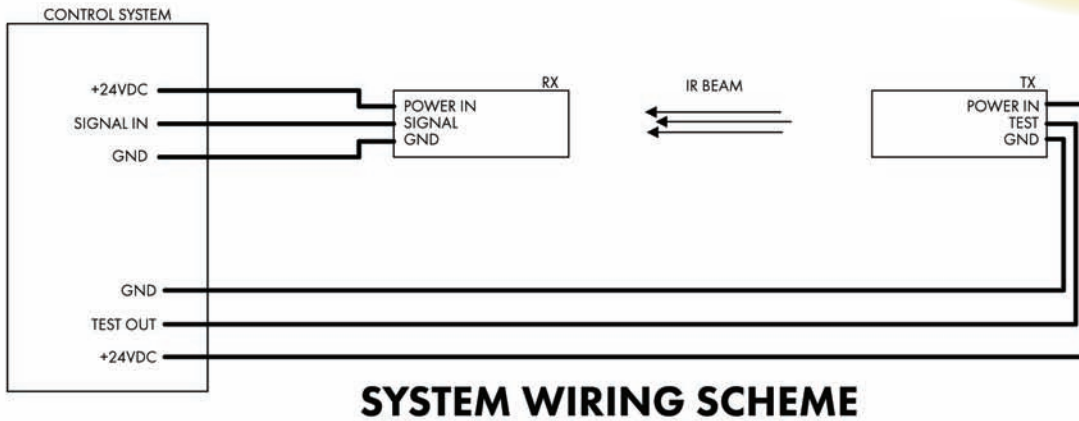 CONTROL SYSTEM
+24VDC
SIGNAL IN
GND
RX
POWER IN
SIGNAL
GND
IR BEAM
TX
POWER IN
TEST
GND
GND
TEST OUT
+24VDC
SYSTEM WIRING SCHEME